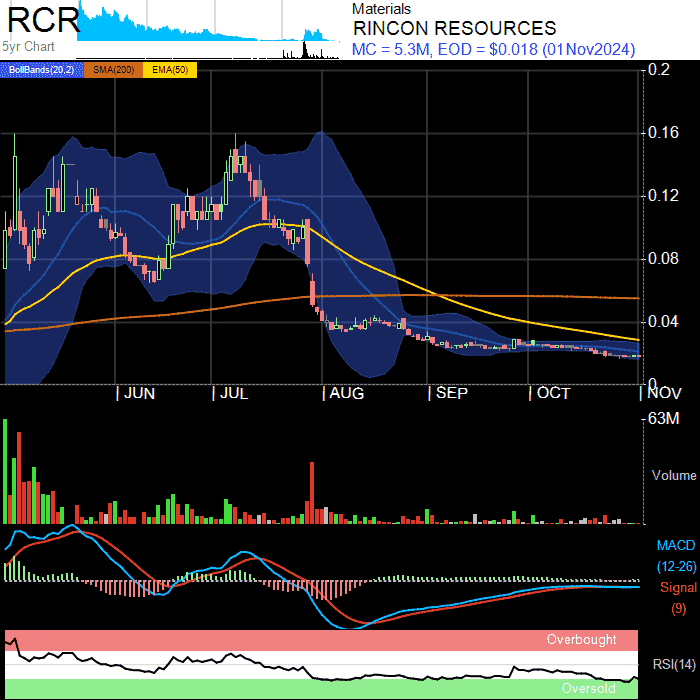 RCR
5yr Chart
Materials
RINCON RESOURCES
MC = 5.3M, EOD = $0.018 (01Nov2024)
BollBands(20,2) SMA(200) EMA(50)
0.2
0.16
0.12
0.08
0.04
0
JUN JUL AUG SEP OCT NOV
63M
Volume
MACD
(12-26)
Signal
(9)
Overbought
RSI(14)
Oversold